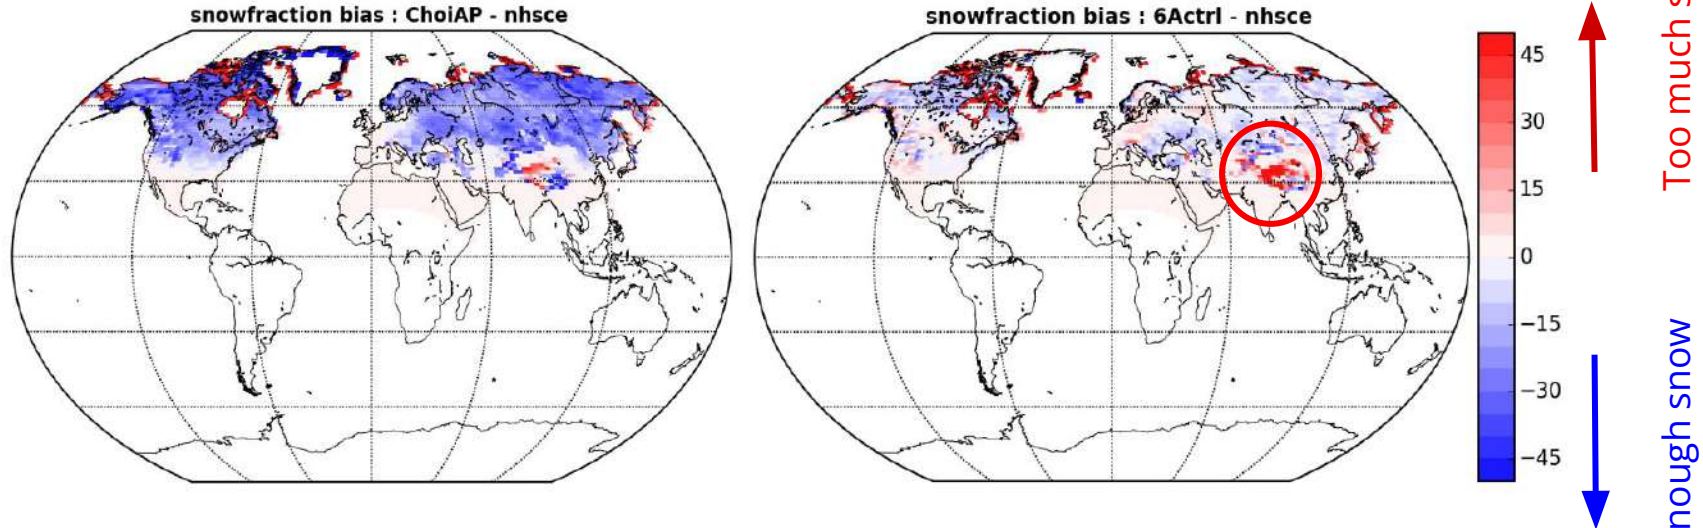 snowfraction bias : ChoiAP - nhsce
snowfraction bias : 6Actrl - nhsce
45
30
15
0
−15
−30
−45
Too much
nough snow